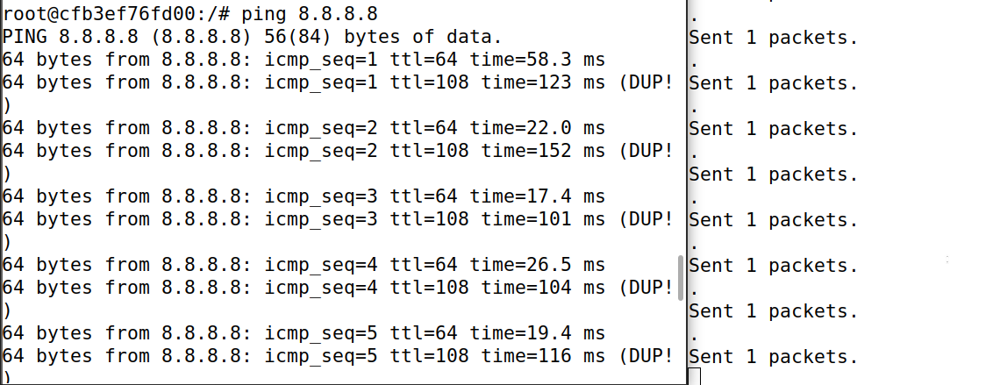 root@cfb3ef76fd00:/# ping 8.8.8.8
PING 8.8.8.8 (8.8.8.8) 56(84) bytes of data.
64 bytes from 8.8.8.8: icmp_seq=1 ttl=64 time=58.3 ms
64 bytes from 8.8.8.8: icmp_seq=1 ttl=108 time=123 ms (DUP!
)
64 bytes from 8.8.8.8: icmp_seq=2 ttl=64 time=22.0 ms
64 bytes from 8.8.8.8: icmp_seq=2 ttl=108 time=152 ms (DUP!
)
64 bytes from 8.8.8.8: icmp_seq=3 ttl=64 time=17.4 ms
64 bytes from 8.8.8.8: icmp_seq=3 ttl=108 time=101 ms (DUP!
)
64 bytes from 8.8.8.8: icmp_seq=4 ttl=64 time=26.5 ms
64 bytes from 8.8.8.8: icmp_seq=4 ttl=108 time=104 ms (DUP!
)
64 bytes from 8.8.8.8: icmp_seq=5 ttl=64 time=19.4 ms
64 bytes from 8.8.8.8: icmp_seq=5 ttl=108 time=116 ms (DUP!
)
.
Sent 1 packets.
.
Sent 1 packets.
.
Sent 1 packets.
.
Sent 1 packets.
.
Sent 1 packets.
.
Sent 1 packets.
.
Sent 1 packets.
.
Sent 1 packets.